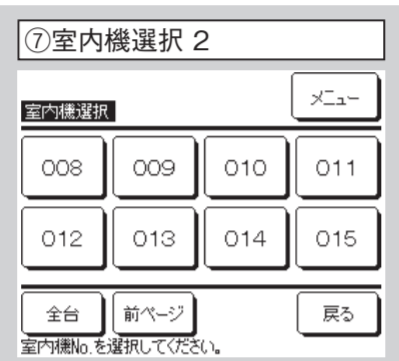 ⑦室内機選択 2
メニュー
室内機選択
008 009 010 011
012 013 014 015
全台 前ページ 戻る
室内機No.を選択してください。